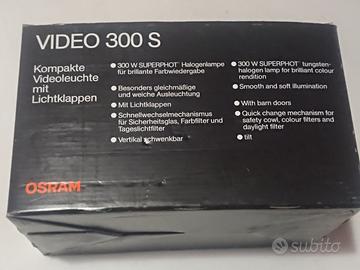 VIDEO 300 S
Kompakte
Videoleuchte
mit
Lichtklappen
• 300 W SUPERPHOT® Halogenlampe
für brillante Farbwiedergabe
• Besonders gleichmäßige
und weiche Ausleuchtung
• Mit Lichtklappen
• Schnellwechselmechanismus
für Sicherheitsglas, Farbfilter und
Tageslichtfilter
• Vertikal schwenkbar
• 300 W SUPERPHOT® tungsten-
halogen lamp for brilliant colour
rendition
• Smooth and soft illumination
• With barn doors
• Quick change mechanism for
safety cowl, colour filters and
daylight filter
• tilt
OSRAM
subito